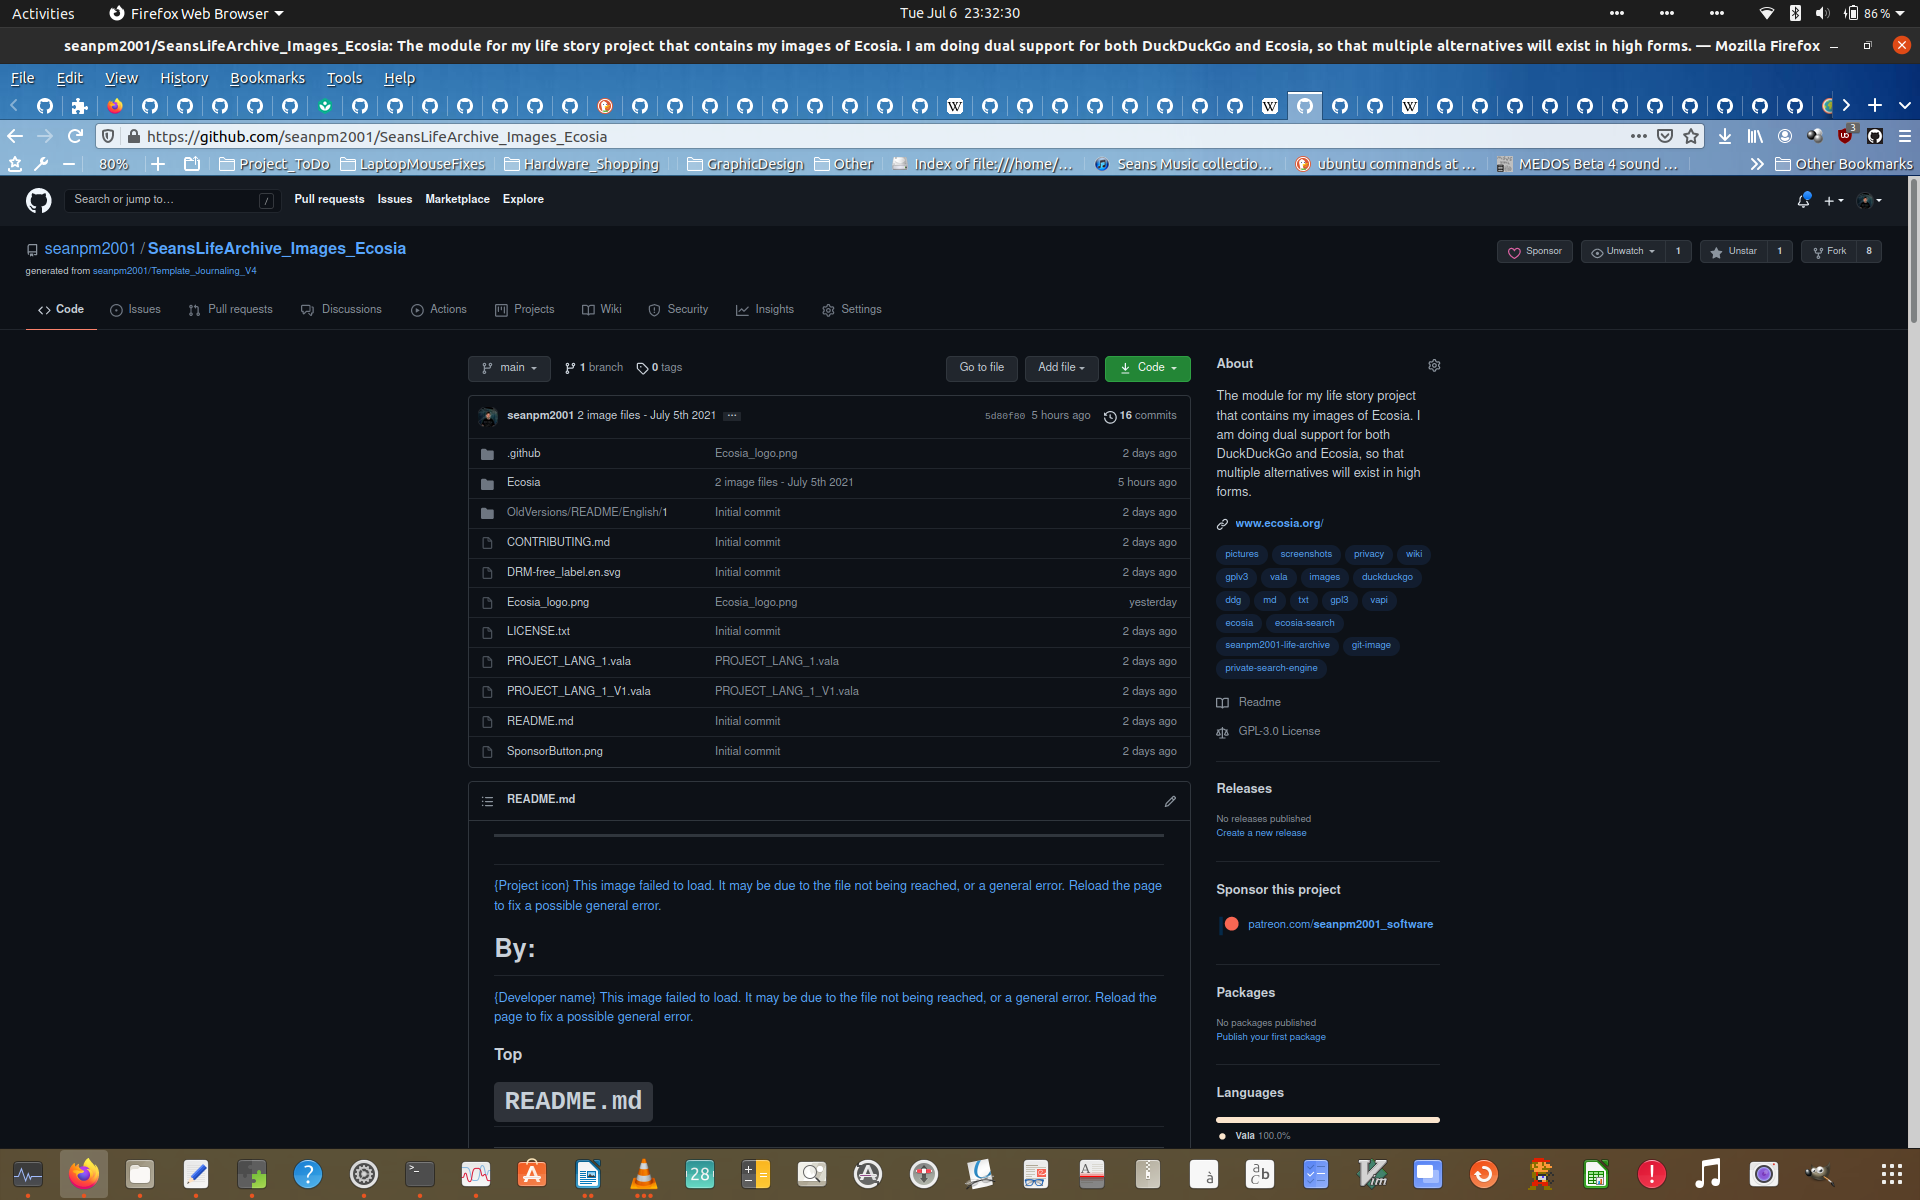 Activities
Firefox Web Browser
Tue Jul 6 23:32:30
86 %
seanpm2001/SeansLifeArchive_Images_Ecosia: The module for my life story project that contains my images of Ecosia. I am doing dual support for both DuckDuckGo and Ecosia, so that multiple alternatives will exist in high forms. — Mozilla Firefox
File Edit View History Bookmarks Tools Help
https://github.com/seanpm2001/SeansLifeArchive_Images_Ecosia
3
80%
Project_ToDo
LaptopMouseFixes
Hardware_Shopping
GraphicDesign
Other
Index of file:///home/...
Seans Music collectio...
ubuntu commands at ...
MEDOS Beta 4 sound ...
Other Bookmarks
Search or jump to...
/
Pull requests Issues Marketplace Explore
seanpm2001 / SeansLifeArchive_Images_Ecosia
generated from seanpm2001/Template_Journaling_V4
Sponsor
Unwatch 1
Unstar 1
Fork 8
Code
Issues
Pull requests
Discussions
Actions
Projects
Wiki
Security
Insights
Settings
main
1 branch
0 tags
Go to file
Add file
Code
seanpm2001 2 image files - July 5th 2021
5d80f80 5 hours ago
16 commits
.github Ecosia_logo.png 2 days ago
Ecosia 2 image files - July 5th 2021 5 hours ago
OldVersions/README/English/1 Initial commit 2 days ago
CONTRIBUTING.md Initial commit 2 days ago
DRM-free_label.en.svg Initial commit 2 days ago
Ecosia_logo.png Ecosia_logo.png yesterday
LICENSE.txt Initial commit 2 days ago
PROJECT_LANG_1.vala PROJECT_LANG_1.vala 2 days ago
PROJECT_LANG_1_V1.vala PROJECT_LANG_1_V1.vala 2 days ago
README.md Initial commit 2 days ago
SponsorButton.png Initial commit 2 days ago
README.md
{Project icon} This image failed to load. It may be due to the file not being reached, or a general error. Reload the page
to fix a possible general error.
By:
{Developer name} This image failed to load. It may be due to the file not being reached, or a general error. Reload the
page to fix a possible general error.
Top
README.md
About
The module for my life story project
that contains my images of Ecosia. I
am doing dual support for both
DuckDuckGo and Ecosia, so that
multiple alternatives will exist in high
forms.
www.ecosia.org/
pictures screenshots privacy wiki
gplv3 vala images duckduckgo
ddg md txt gpl3 vapi
ecosia ecosia-search
seanpm2001-life-archive git-image
private-search-engine
Readme
GPL-3.0 License
Releases
No releases published
Create a new release
Sponsor this project
patreon.com/seanpm2001_software
Packages
No packages published
Publish your first package
Languages
Vala 100.0%
28